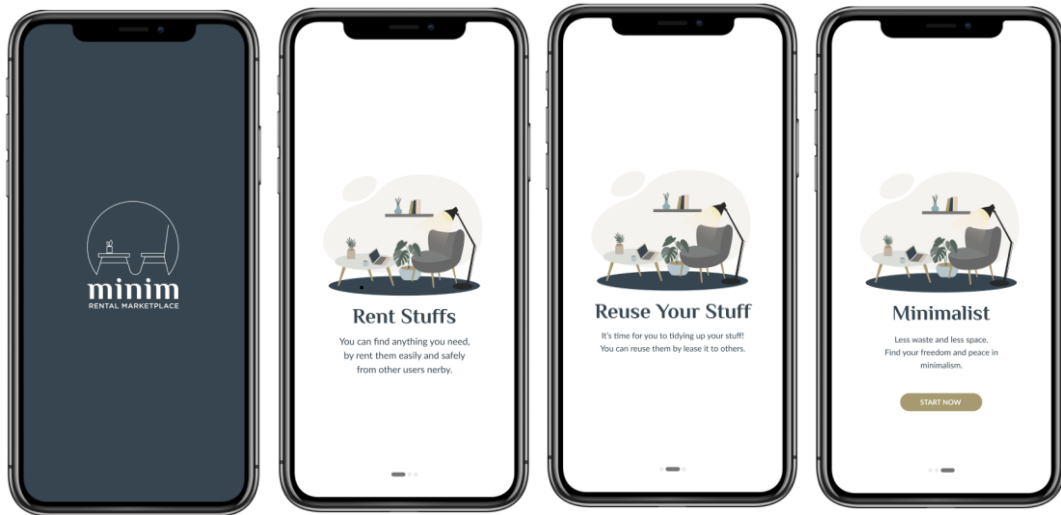 minim
RENTAL MARKETPLACE
Rent Stuffs
You can find anything you need,
by rent them easily and safely
from other users nerby.
Reuse Your Stuff
It's time for you to tidying up your stuff!
You can reuse them by lease it to others.
Minimalist
Less waste and less space.
Find your freedom and peace in
minimalism.
START NOW